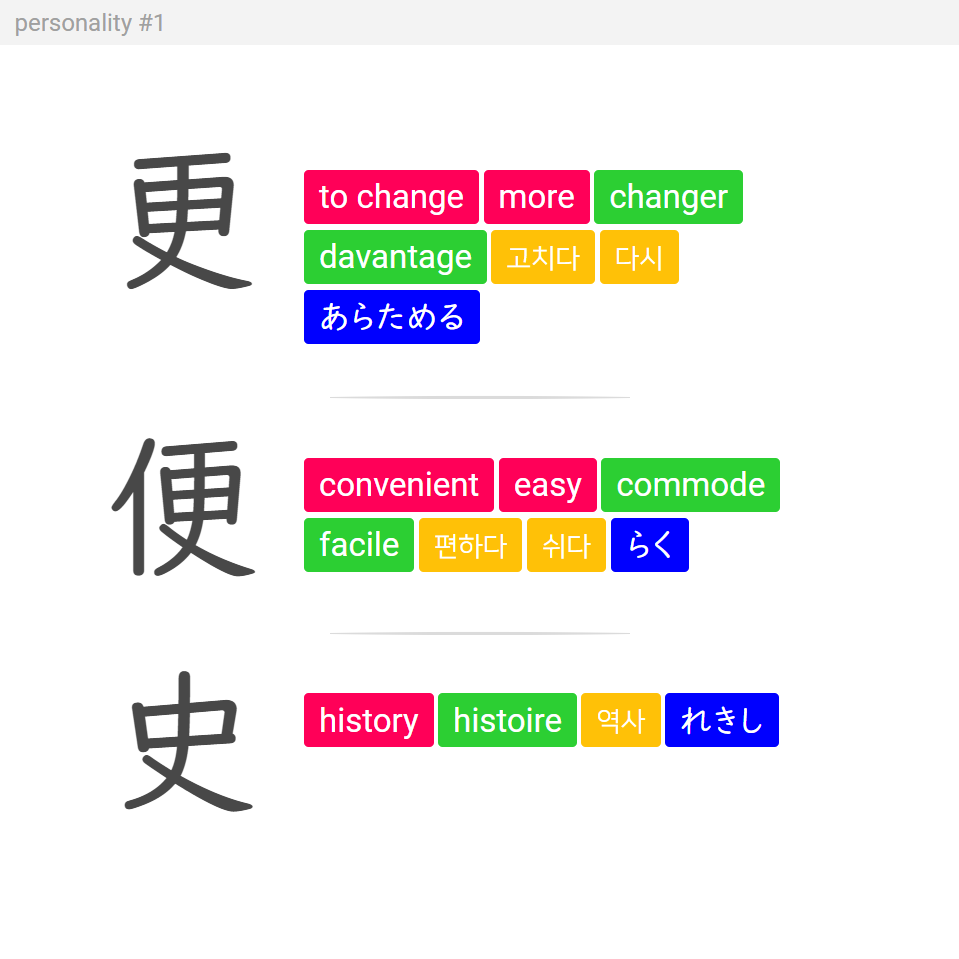 personality #1
更
to change more changer
davantage 고치다 다시
あらためる
便
convenient easy commode
facile 편하다 쉬다 らく
史
history histoire 역사 れきし